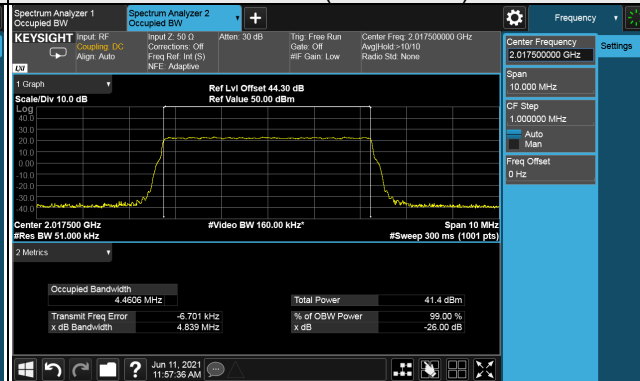 Spectrum Analyzer 1
Occupied BW
Spectrum Analyzer 2
Occupied BW
Frequency
KEYSIGHT
Input: RF
Coupling: DC
Align: Auto
Input Z: 50 Ω
Corrections: Off
Freq Ref: Int (S)
NFE: Adaptive
Atten: 30 dB
Trig: Free Run
Gate: Off
#IF Gain: Low
Center Freq: 2.017500000 GHz
Avg|Hold:>10/10
Radio Std: None
LXI
1 Graph
Scale/Div 10.0 dB
Ref Lvl Offset 44.30 dB
Ref Value 50.00 dBm
Log
40.0
30.0
20.0
10.0
0.00
-10.0
-20.0
-30.0
-40.0
Center 2.017500 GHz
#Video BW 160.00 kHz*
Span 10 MHz
#Res BW 51.000 kHz
#Sweep 300 ms (1001 pts)
2 Metrics
Occupied Bandwidth
4.4606 MHz
Transmit Freq Error -6.701 kHz
x dB Bandwidth 4.839 MHz
Total Power 41.4 dBm
% of OBW Power 99.00 %
x dB -26.00 dB
Jun 11, 2021
11:57:36 AM
Center Frequency
2.017500000 GHz
Settings
Span
10.000 MHz
CF Step
1.000000 MHz
Auto
Man
Freq Offset
0 Hz